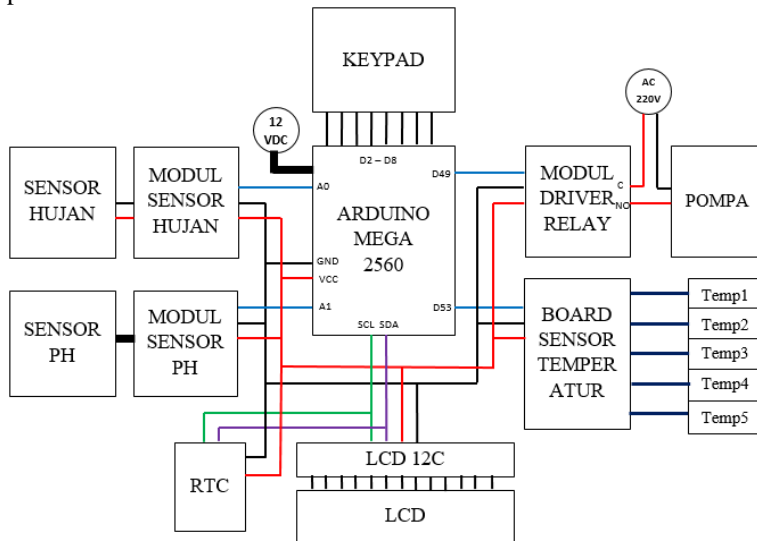 KEYPAD
12
VDC
AC
220V
D2 – D8
SENSOR
HUJAN
MODUL
SENSOR
HUJAN
A0
D49
ARDUINO
MEGA
2560
MODUL
DRIVER
RELAY
C
NO
POMPA
GND
VCC
SENSOR
PH
MODUL
SENSOR
PH
A1
D53
SCL SDA
BOARD
SENSOR
TEMPER
ATUR
Temp1
Temp2
Temp3
Temp4
Temp5
RTC
LCD 12C
LCD